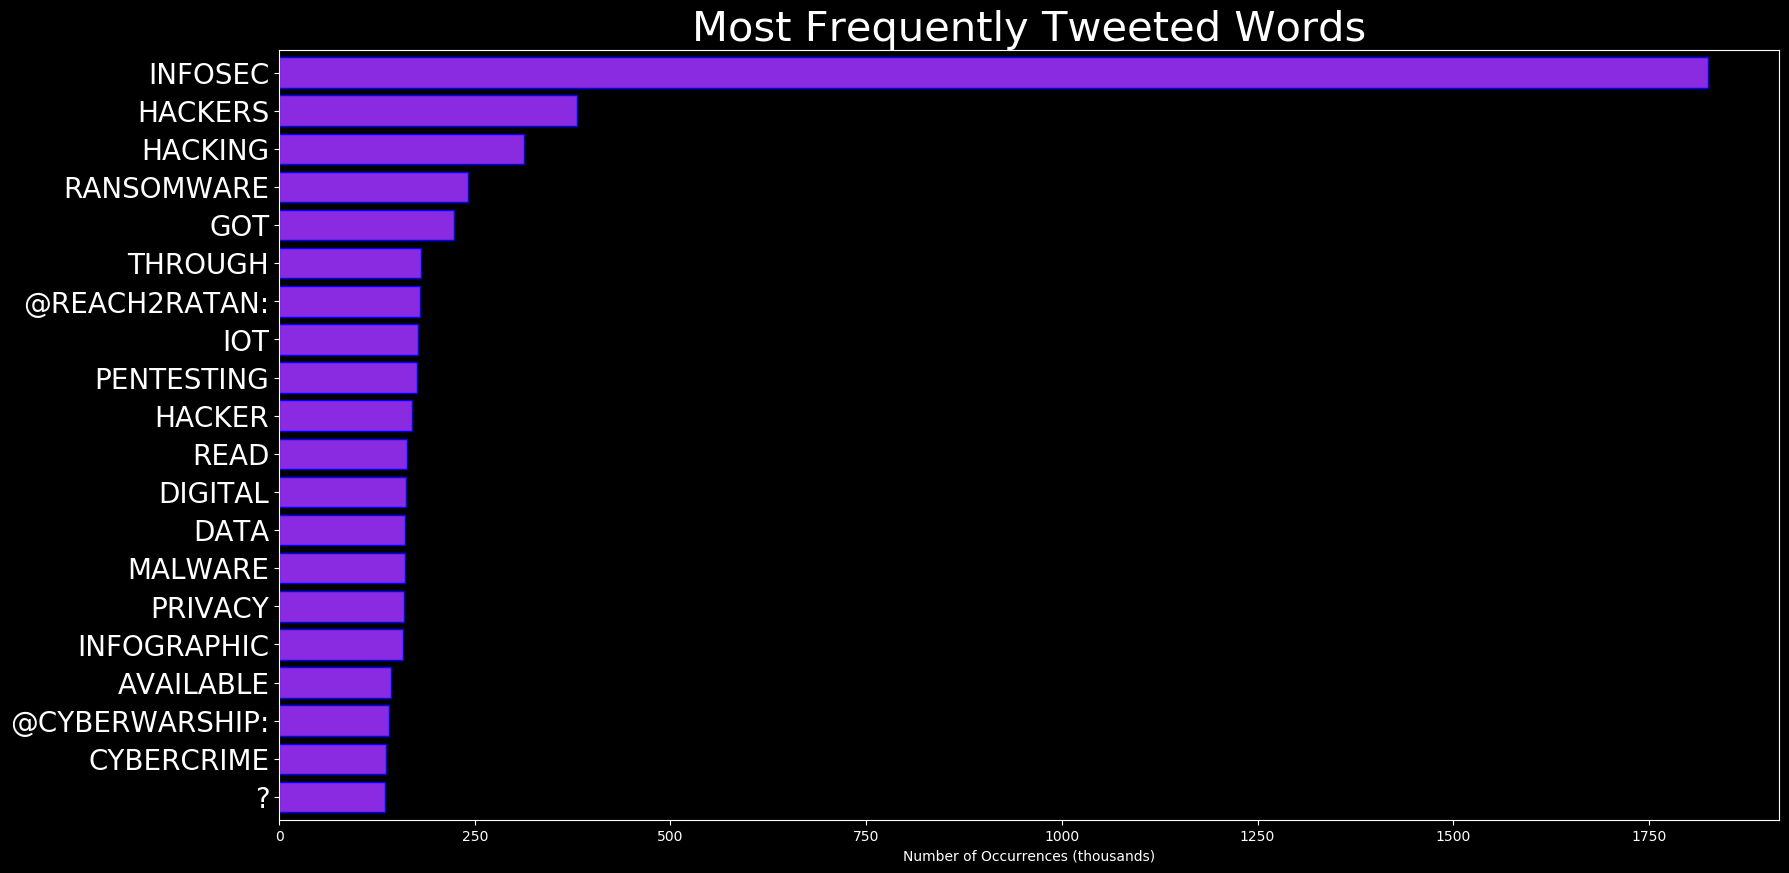 Most Frequently Tweeted Words
INFOSEC
HACKERS
HACKING
RANSOMWARE
GOT
THROUGH
@REACH2RATAN:
IOT
PENTESTING
HACKER
READ
DIGITAL
DATA
MALWARE
PRIVACY
INFOGRAPHIC
AVAILABLE
@CYBERWARSHIP:
CYBERCRIME
?
0 250 500 750 1000 1250 1500 1750
Number of Occurrences (thousands)